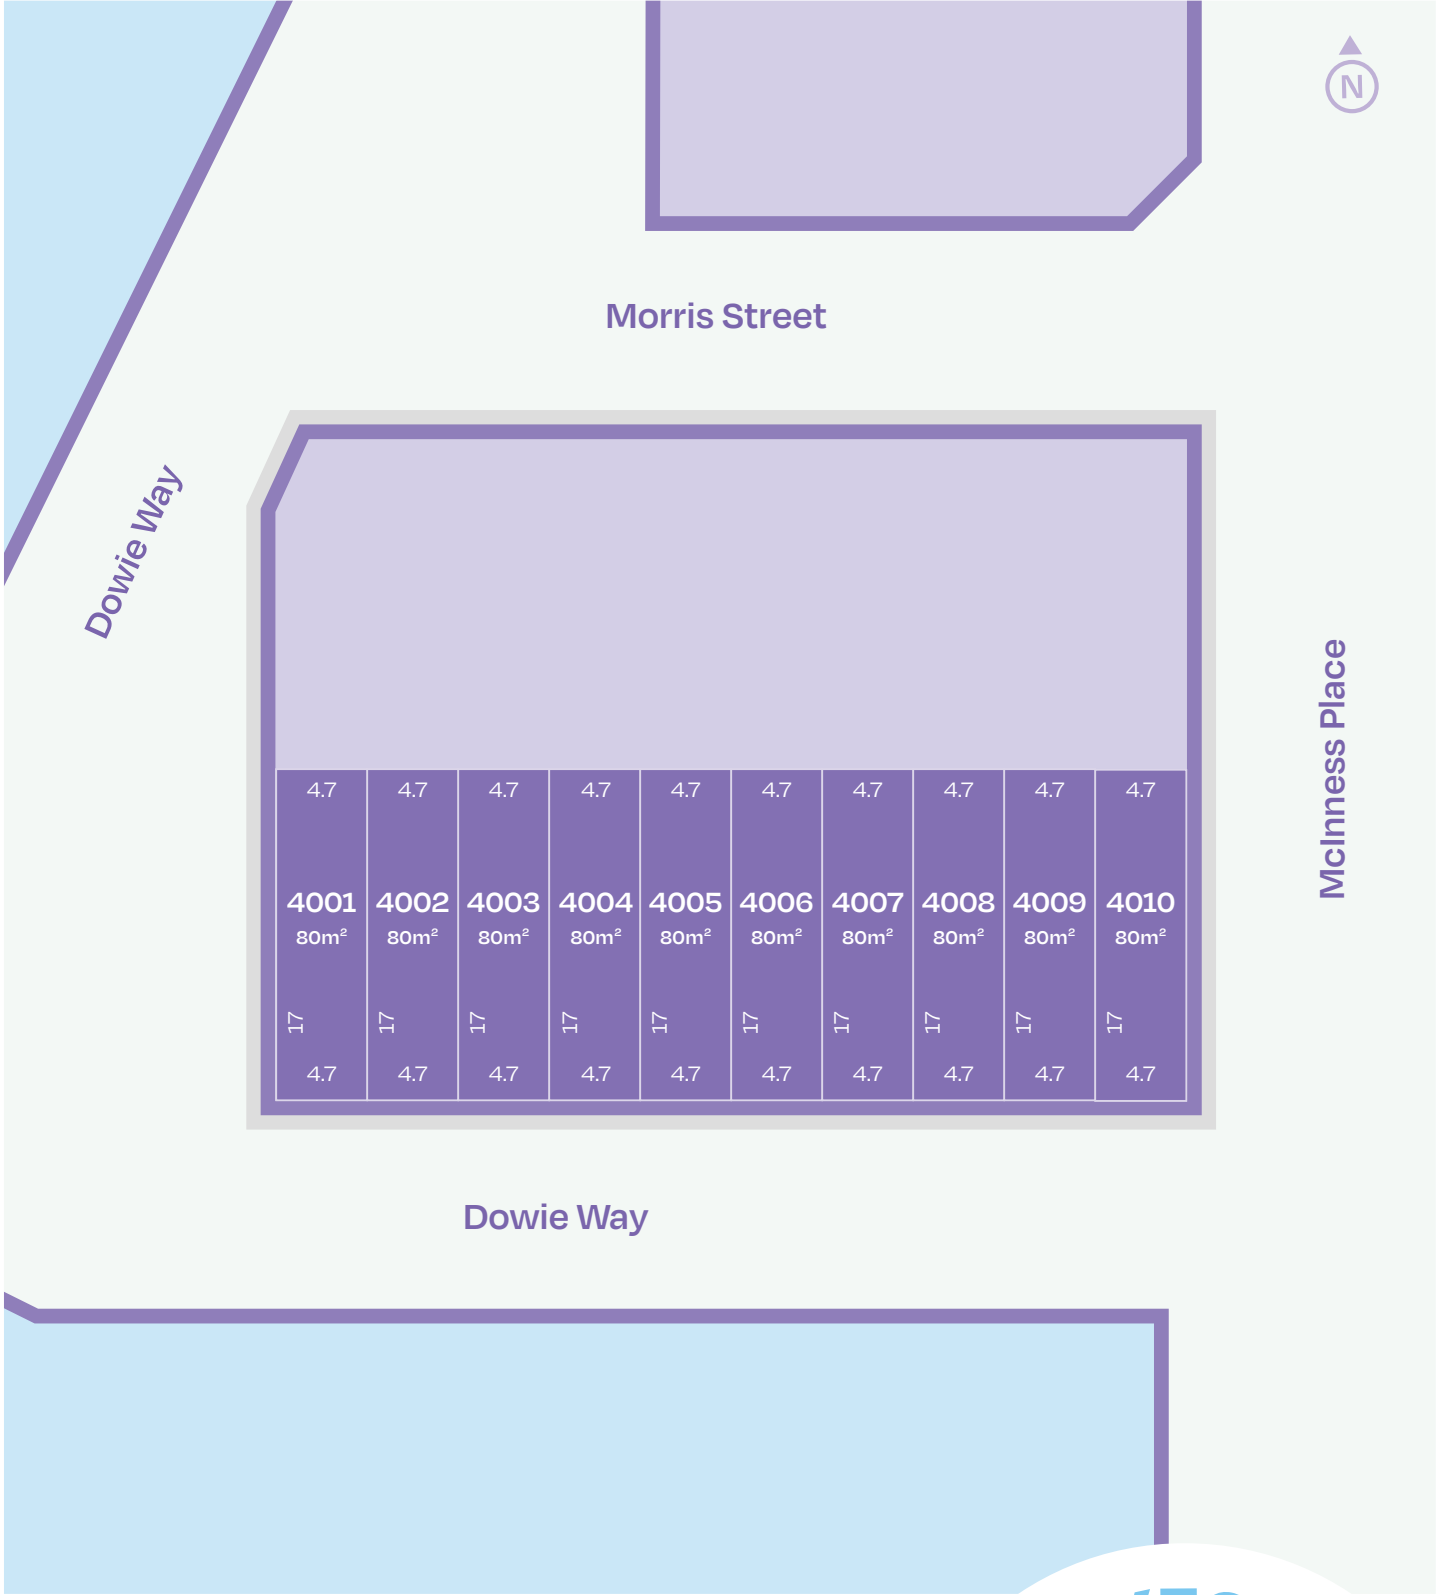 N
Morris Street
Dowie Way
McInness Place
4.7 4.7 4.7 4.7 4.7 4.7 4.7 4.7 4.7 4.7
4001 4002 4003 4004 4005 4006 4007 4008 4009 4010
80m² 80m² 80m² 80m² 80m² 80m² 80m² 80m² 80m² 80m²
17 17 17 17 17 17 17 17 17 17
4.7 4.7 4.7 4.7 4.7 4.7 4.7 4.7 4.7 4.7
Dowie Way